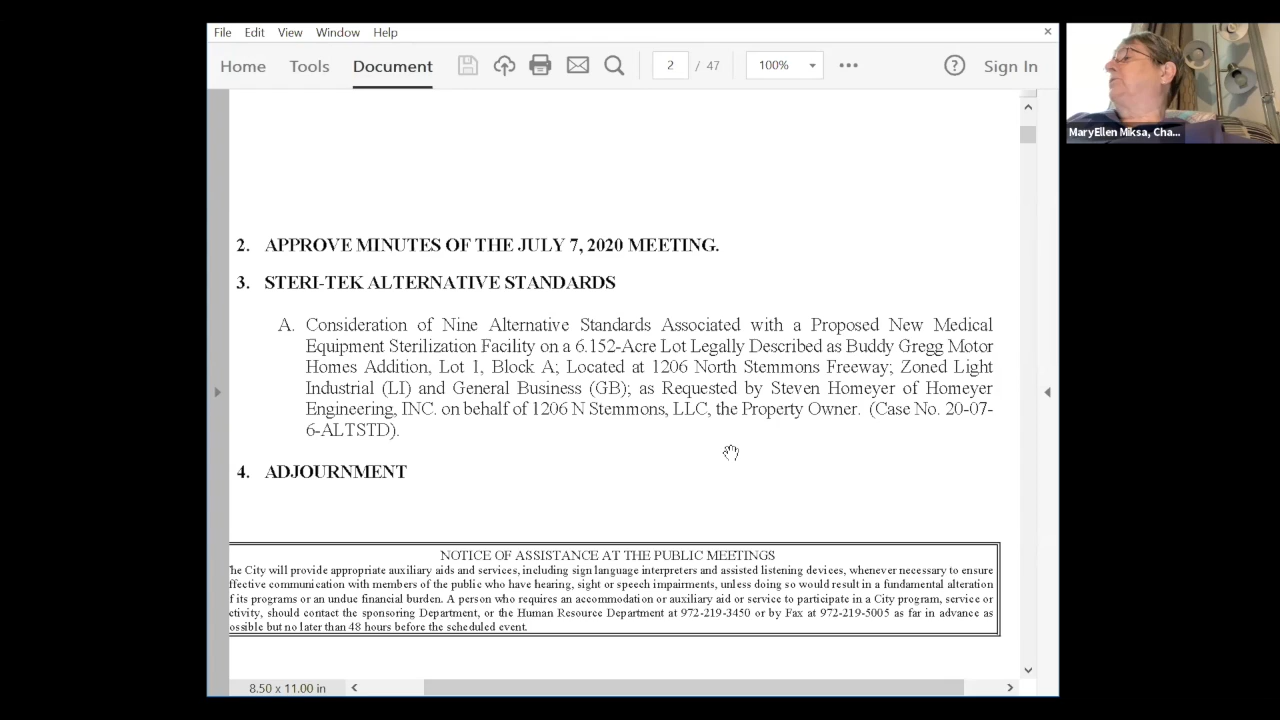 File Edit View Window Help
Home Tools Document 2 / 47 100% Sign In
MaryEllen Miksa, Cha...
2. APPROVE MINUTES OF THE JULY 7, 2020 MEETING.
3. STERI-TEK ALTERNATIVE STANDARDS
A. Consideration of Nine Alternative Standards Associated with a Proposed New Medical
Equipment Sterilization Facility on a 6.152-Acre Lot Legally Described as Buddy Gregg Motor
Homes Addition, Lot 1, Block A; Located at 1206 North Stemmons Freeway; Zoned Light
Industrial (LI) and General Business (GB); as Requested by Steven Homeyer of Homeyer
Engineering, INC. on behalf of 1206 N Stemmons, LLC, the Property Owner. (Case No. 20-07-
6-ALTSTD).
4. ADJOURNMENT
NOTICE OF ASSISTANCE AT THE PUBLIC MEETINGS
The City will provide appropriate auxiliary aids and services, including sign language interpreters and assisted listening devices, whenever necessary to ensure
ffective communication with members of the public who have hearing, sight or speech impairments, unless doing so would result in a fundamental alteration
f its programs or an undue financial burden. A person who requires an accommodation or auxiliary aid or service to participate in a City program, service or
ctivity, should contact the sponsoring Department, or the Human Resource Department at 972-219-3450 or by Fax at 972-219-5005 as far in advance as
ossible but no later than 48 hours before the scheduled event.
8.50 x 11.00 in